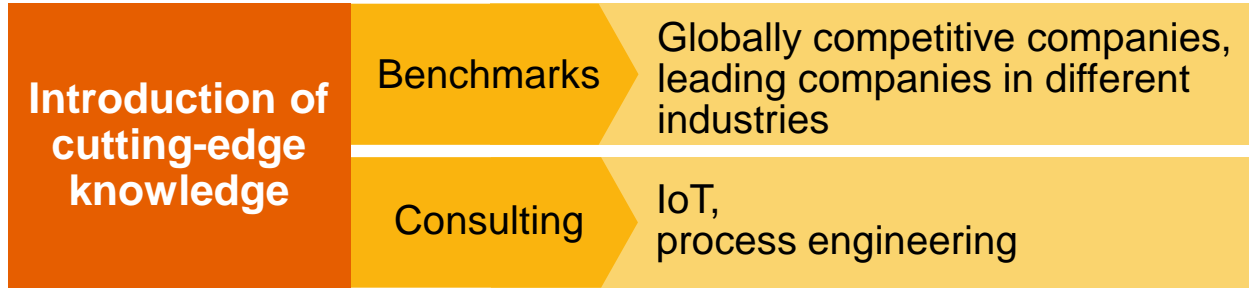 Introduction of
cutting-edge
knowledge
Benchmarks
Globally competitive companies,
leading companies in different
industries
Consulting
IoT,
process engineering